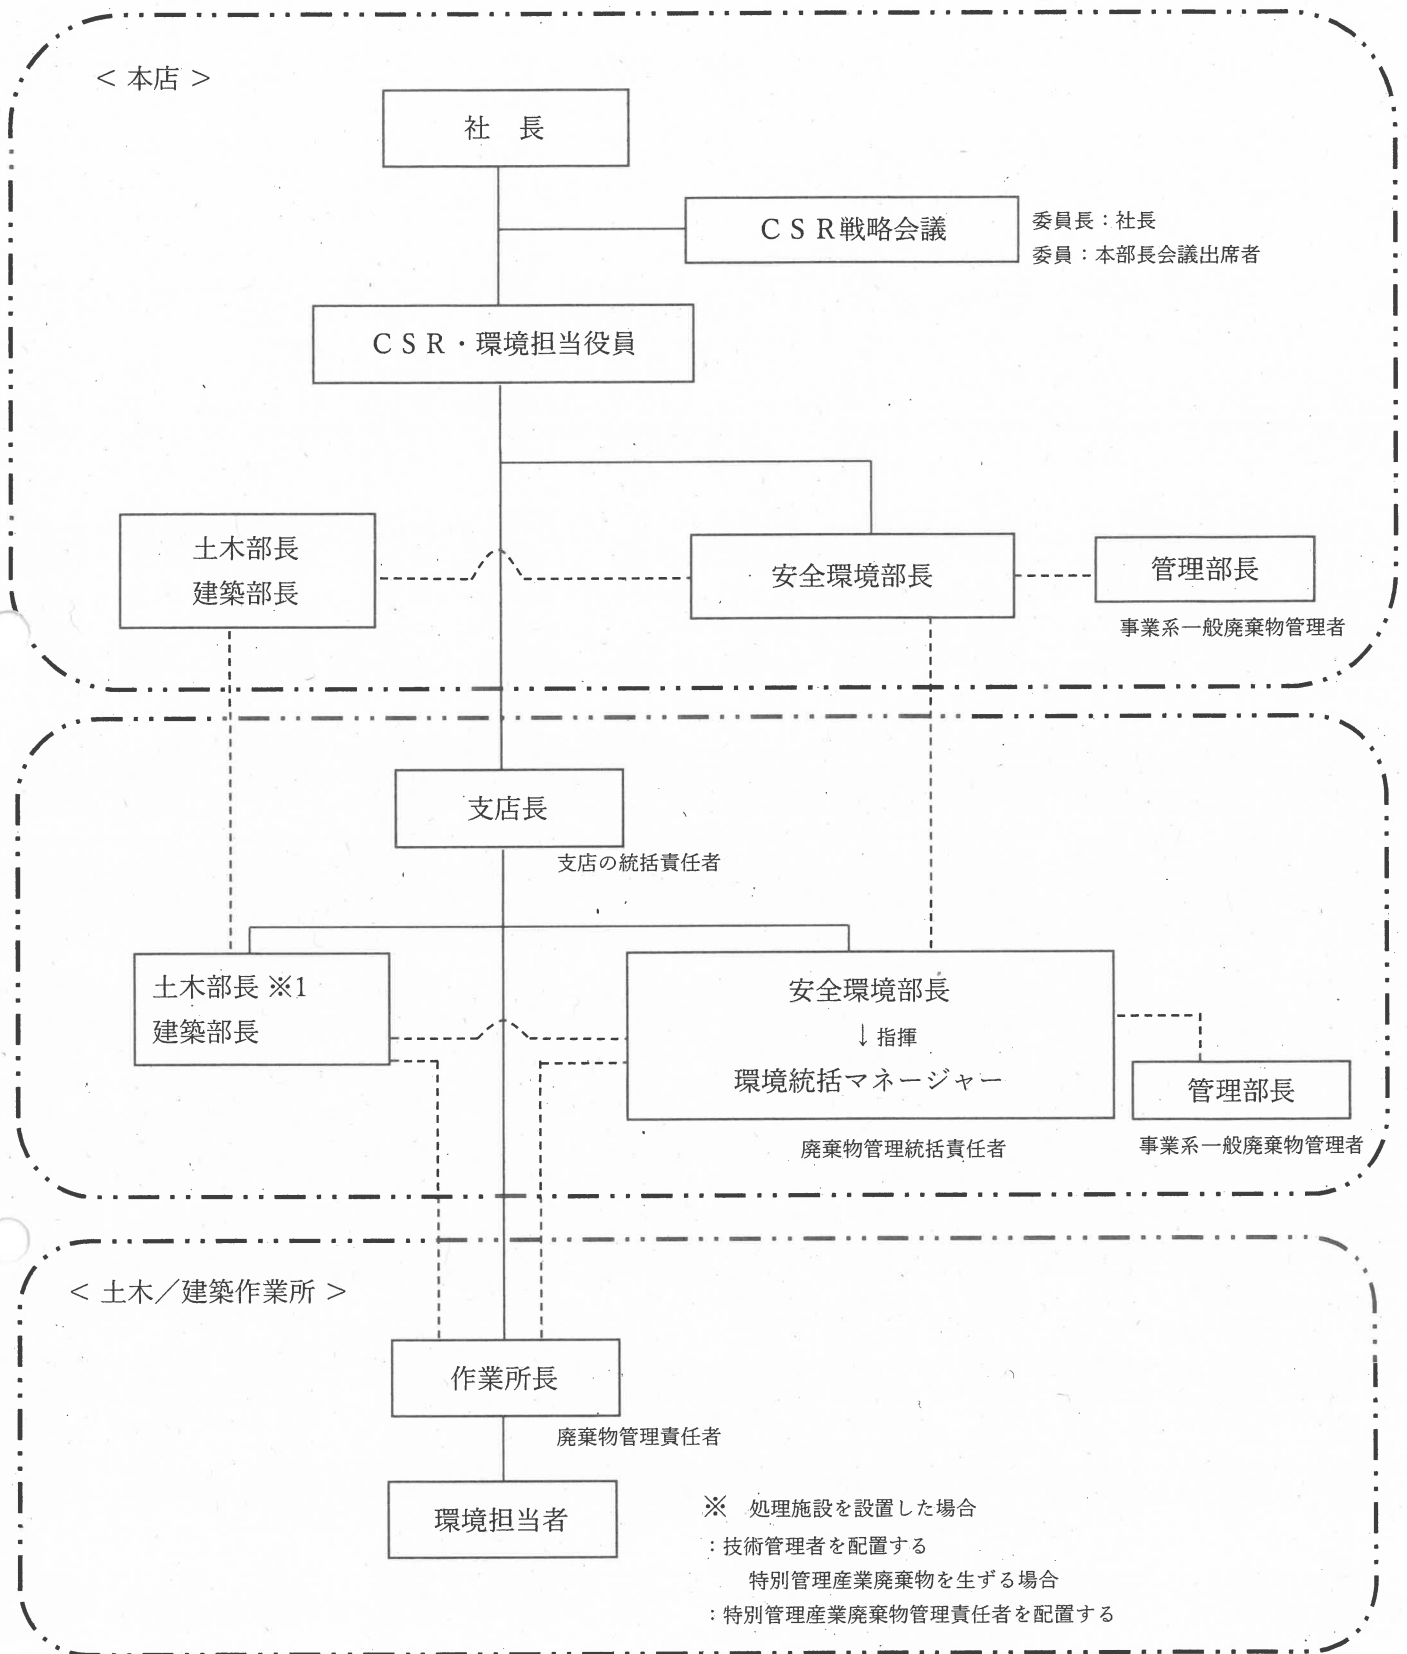 ＜ 本店 ＞
社　長
ＣＳＲ戦略会議
委員長：社長
委員：本部長会議出席者
ＣＳＲ・環境担当役員
土木部長
建築部長
安全環境部長
管理部長
事業系一般廃棄物管理者
支店長
支店の統括責任者
土木部長 ※1
建築部長
安全環境部長
↓ 指揮
環境統括マネージャー
廃棄物管理統括責任者
管理部長
事業系一般廃棄物管理者
＜ 土木／建築作業所 ＞
作業所長
廃棄物管理責任者
環境担当者
※　処理施設を設置した場合
：技術管理者を配置する
特別管理産業廃棄物を生ずる場合
：特別管理産業廃棄物管理責任者を配置する